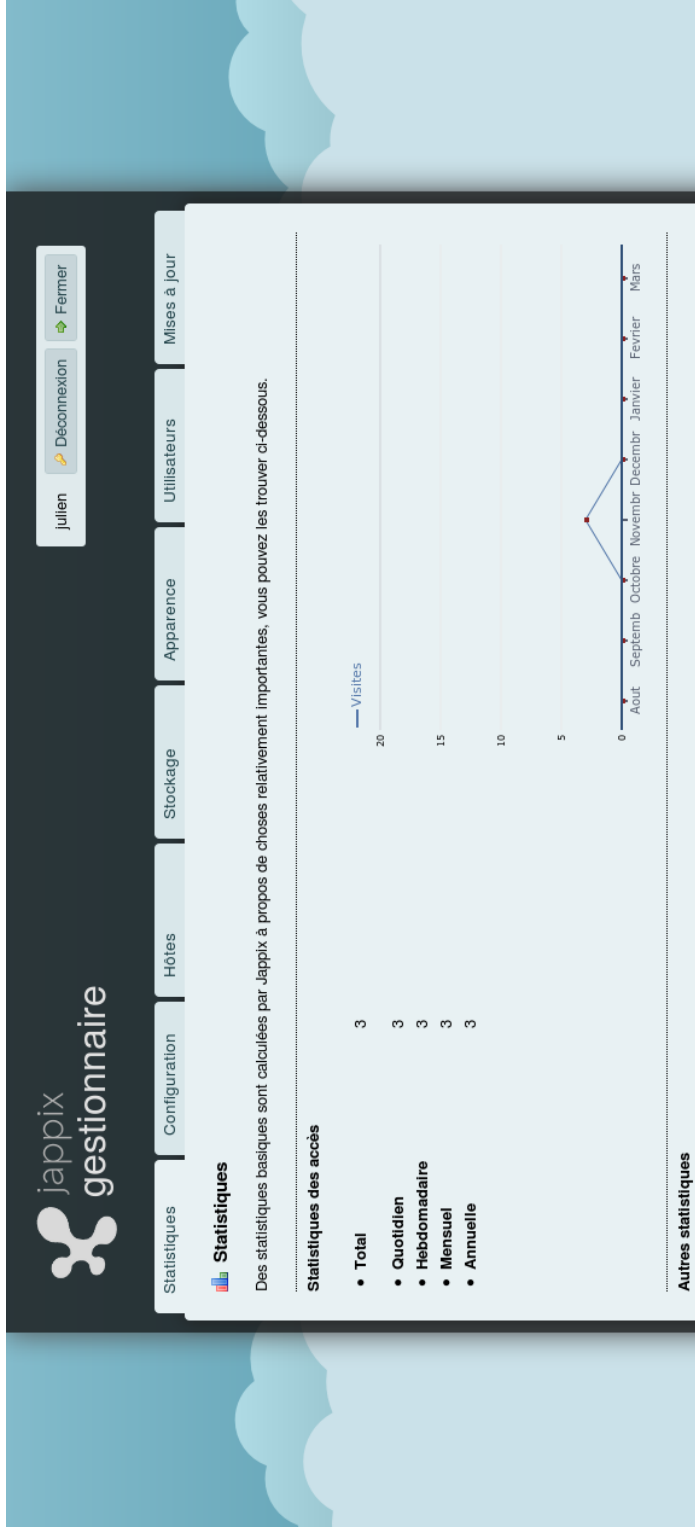 jappix
gestionnaire
julien
Déconnexion
Fermer
Statistiques
Configuration
Hôtes
Stockage
Apparence
Utilisateurs
Mises à jour
Statistiques
Des statistiques basiques sont calculées par Jappix à propos de choses relativement importantes, vous pouvez les trouver ci-dessous.
Statistiques des accès
• Total 3
• Quotidien 3
• Hebdomadaire 3
• Mensuel 3
• Annuelle 3
Visites
20
15
10
5
0
Aout Septemb Octobre Novembr Decembr Janvier Fevrier Mars
Autres statistiques